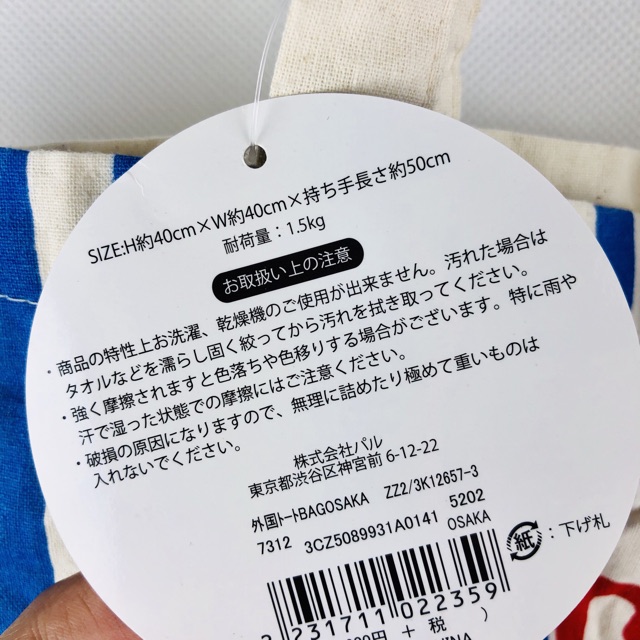 SIZE:H約40cm×W約40cm×持ち手長さ約50cm
耐荷量：1.5kg
お取扱い上の注意
・商品の特性上お洗濯、乾燥機のご使用が出来ません。汚れた場合は
タオルなどを濡らし固く絞ってから汚れを拭き取ってください。
・強く摩擦されますと色落ちや色移りする場合がございます。特に雨や
汗で湿った状態での摩擦にはご注意ください。
・破損の原因になりますので、無理に詰めたり極めて重いものは
入れないでください。
株式会社パル
東京都渋谷区神宮前 6-12-22
外国トートBAGOSAKA ZZ2/3K12657-3
7312 3CZ5089931A0141 5202
OSAKA
紙：下げ札
231711 022359
円 + 税 )